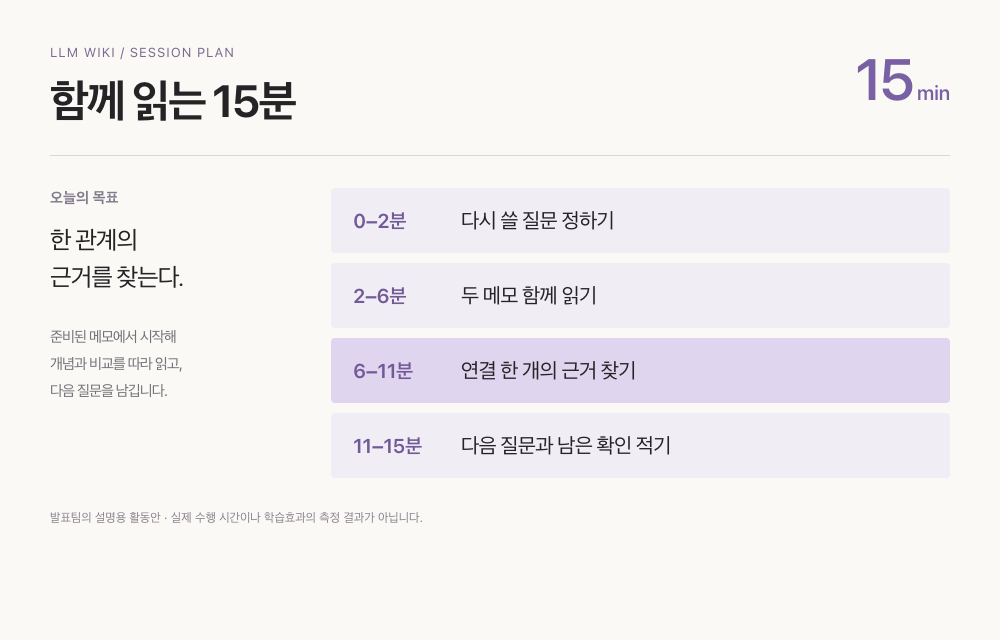 LLM WIKI / SESSION PLAN
함께 읽는 15분
15 min
오늘의 목표
한 관계의
근거를 찾는다.
준비된 메모에서 시작해
개념과 비교를 따라 읽고,
다음 질문을 남깁니다.
0–2분 다시 쓸 질문 정하기
2–6분 두 메모 함께 읽기
6–11분 연결 한 개의 근거 찾기
11–15분 다음 질문과 남은 확인 적기
발표팀의 설명용 활동안 · 실제 수행 시간이나 학습효과의 측정 결과가 아닙니다.